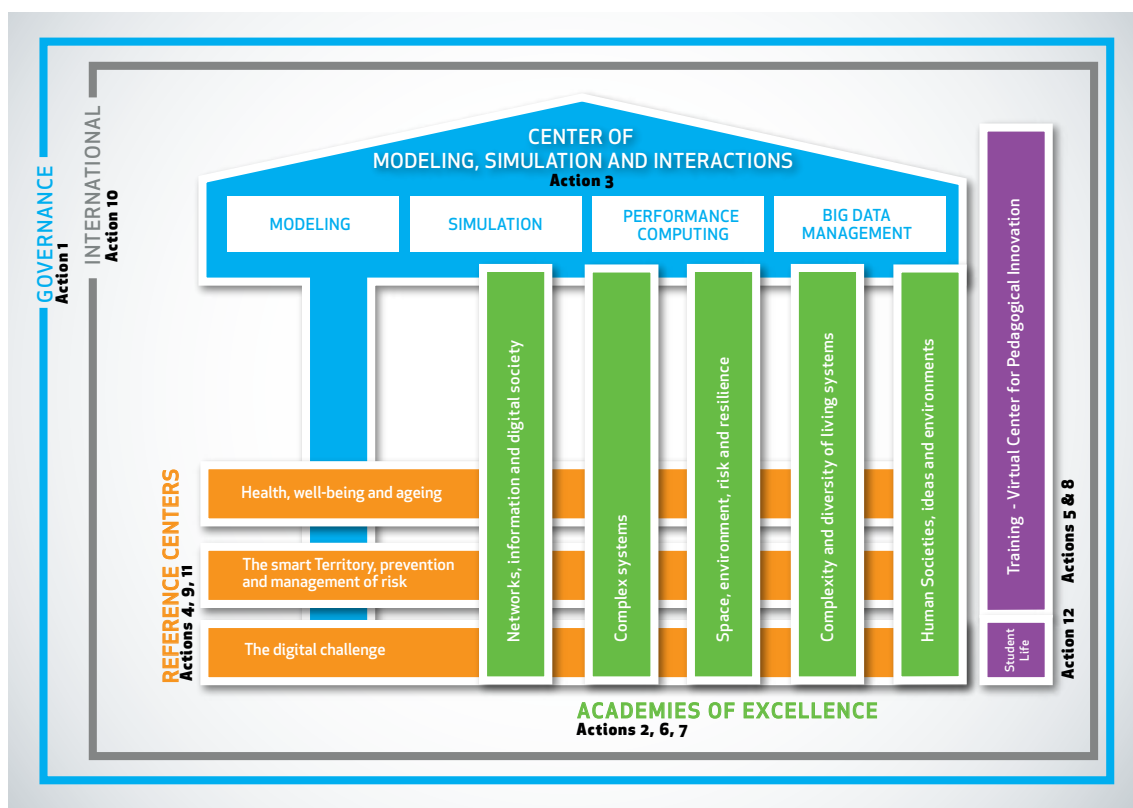 GOVERNANCE
Action 1
INTERNATIONAL
Action 10
CENTER OF
MODELING, SIMULATION AND INTERACTIONS
Action 3
MODELING
SIMULATION
PERFORMANCE
COMPUTING
BIG DATA
MANAGEMENT
REFERENCE CENTERS
Actions 4, 9, 11
Health, well-being and ageing
The smart Territory, prevention
and management of risk
The digital challenge
Networks, information and digital society
Complex systems
Space, environment, risk and resilience
Complexity and diversity of living systems
Human Societies, ideas and environments
ACADEMIES OF EXCELLENCE
Actions 2, 6, 7
Training - Virtual Center for Pedagogical Innovation
Actions 5 & 8
Student
Life
Action 12